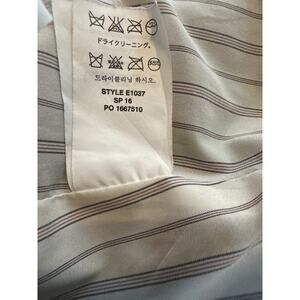 ドライクリーニング。
드라이클리닝 하시오.
STYLE E1037
SP 16
PO 1667510